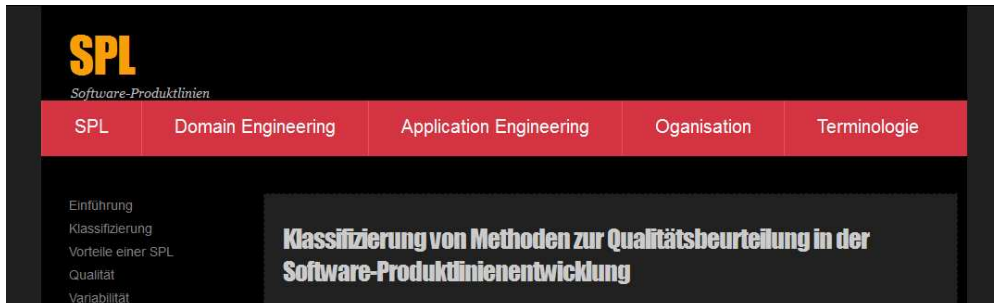 SPL
Software-Produktlinien
SPL Domain Engineering Application Engineering Oganisation Terminologie
Einführung
Klassifizierung
Vorteile einer SPL
Qualität
Variabilität
Klassifizierung von Methoden zur Qualitätsbeurteilung in der
Software-Produktlinienentwicklung